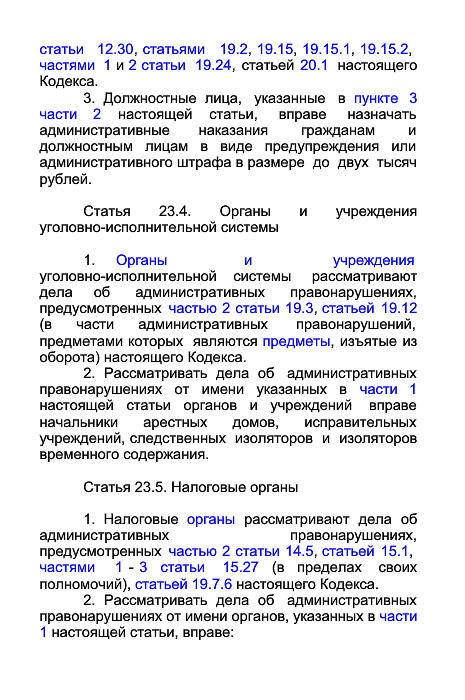 статьи 12.30, статьями 19.2, 19.15, 19.15.1, 19.15.2,
частями 1 и 2 статьи 19.24, статьей 20.1 настоящего
Кодекса.
3. Должностные лица, указанные в пункте 3
части 2 настоящей статьи, вправе назначать
административные наказания гражданам и
должностным лицам в виде предупреждения или
административного штрафа в размере до двух тысяч
рублей.
Статья 23.4. Органы и учреждения
уголовно-исполнительной системы
1. Органы и учреждения
уголовно-исполнительной системы рассматривают
дела об административных правонарушениях,
предусмотренных частью 2 статьи 19.3, статьей 19.12
(в части административных правонарушений,
предметами которых являются предметы, изъятые из
оборота) настоящего Кодекса.
2. Рассматривать дела об административных
правонарушениях от имени указанных в части 1
настоящей статьи органов и учреждений вправе
начальники арестных домов, исправительных
учреждений, следственных изоляторов и изоляторов
временного содержания.
Статья 23.5. Налоговые органы
1. Налоговые органы рассматривают дела об
административных правонарушениях,
предусмотренных частью 2 статьи 14.5, статьей 15.1,
частями 1 - 3 статьи 15.27 (в пределах своих
полномочий), статьей 19.7.6 настоящего Кодекса.
2. Рассматривать дела об административных
правонарушениях от имени органов, указанных в части
1 настоящей статьи, вправе: